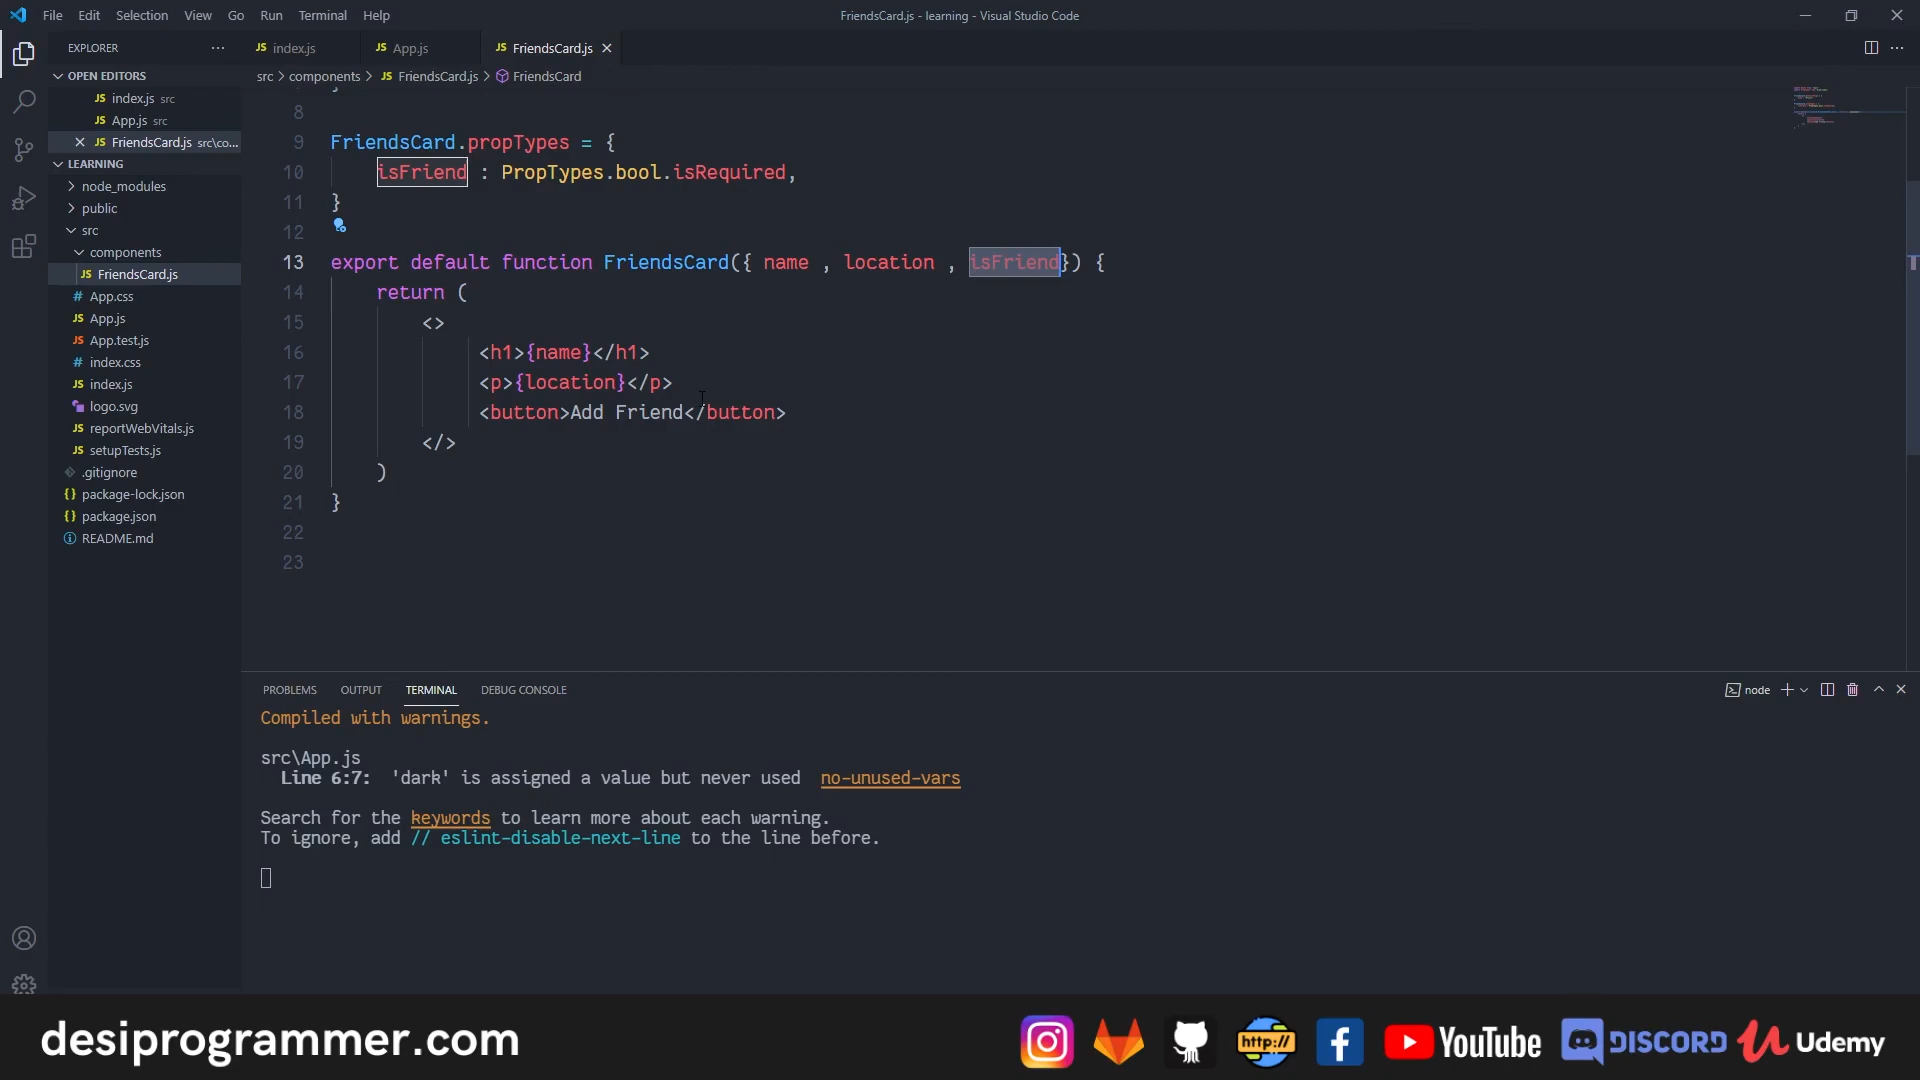 File Edit Selection View Go Run Terminal Help
FriendsCard.js - learning - Visual Studio Code
EXPLORER
JS index.js
JS App.js
JS FriendsCard.js
src > components > JS FriendsCard.js > FriendsCard
OPEN EDITORS
JS index.js src
JS App.js src
JS FriendsCard.js src\co...
LEARNING
node_modules
public
src
components
JS FriendsCard.js
# App.css
JS App.js
JS App.test.js
# index.css
JS index.js
logo.svg
JS reportWebVitals.js
JS setupTests.js
.gitignore
{} package-lock.json
{} package.json
README.md
8
9 FriendsCard.propTypes = {
10 isFriend : PropTypes.bool.isRequired,
11 }
12
13 export default function FriendsCard({ name , location , isFriend}) {
14 return (
15 <>
16 <h1>{name}</h1>
17 <p>{location}</p>
18 <button>Add Friend</button>
19 </>
20 )
21 }
22
23
PROBLEMS OUTPUT TERMINAL DEBUG CONSOLE
node
Compiled with warnings.
src\App.js
Line 6:7: 'dark' is assigned a value but never used no-unused-vars
Search for the keywords to learn more about each warning.
To ignore, add // eslint-disable-next-line to the line before.
desiprogrammer.com
http://
YouTube
DISCORD
Udemy